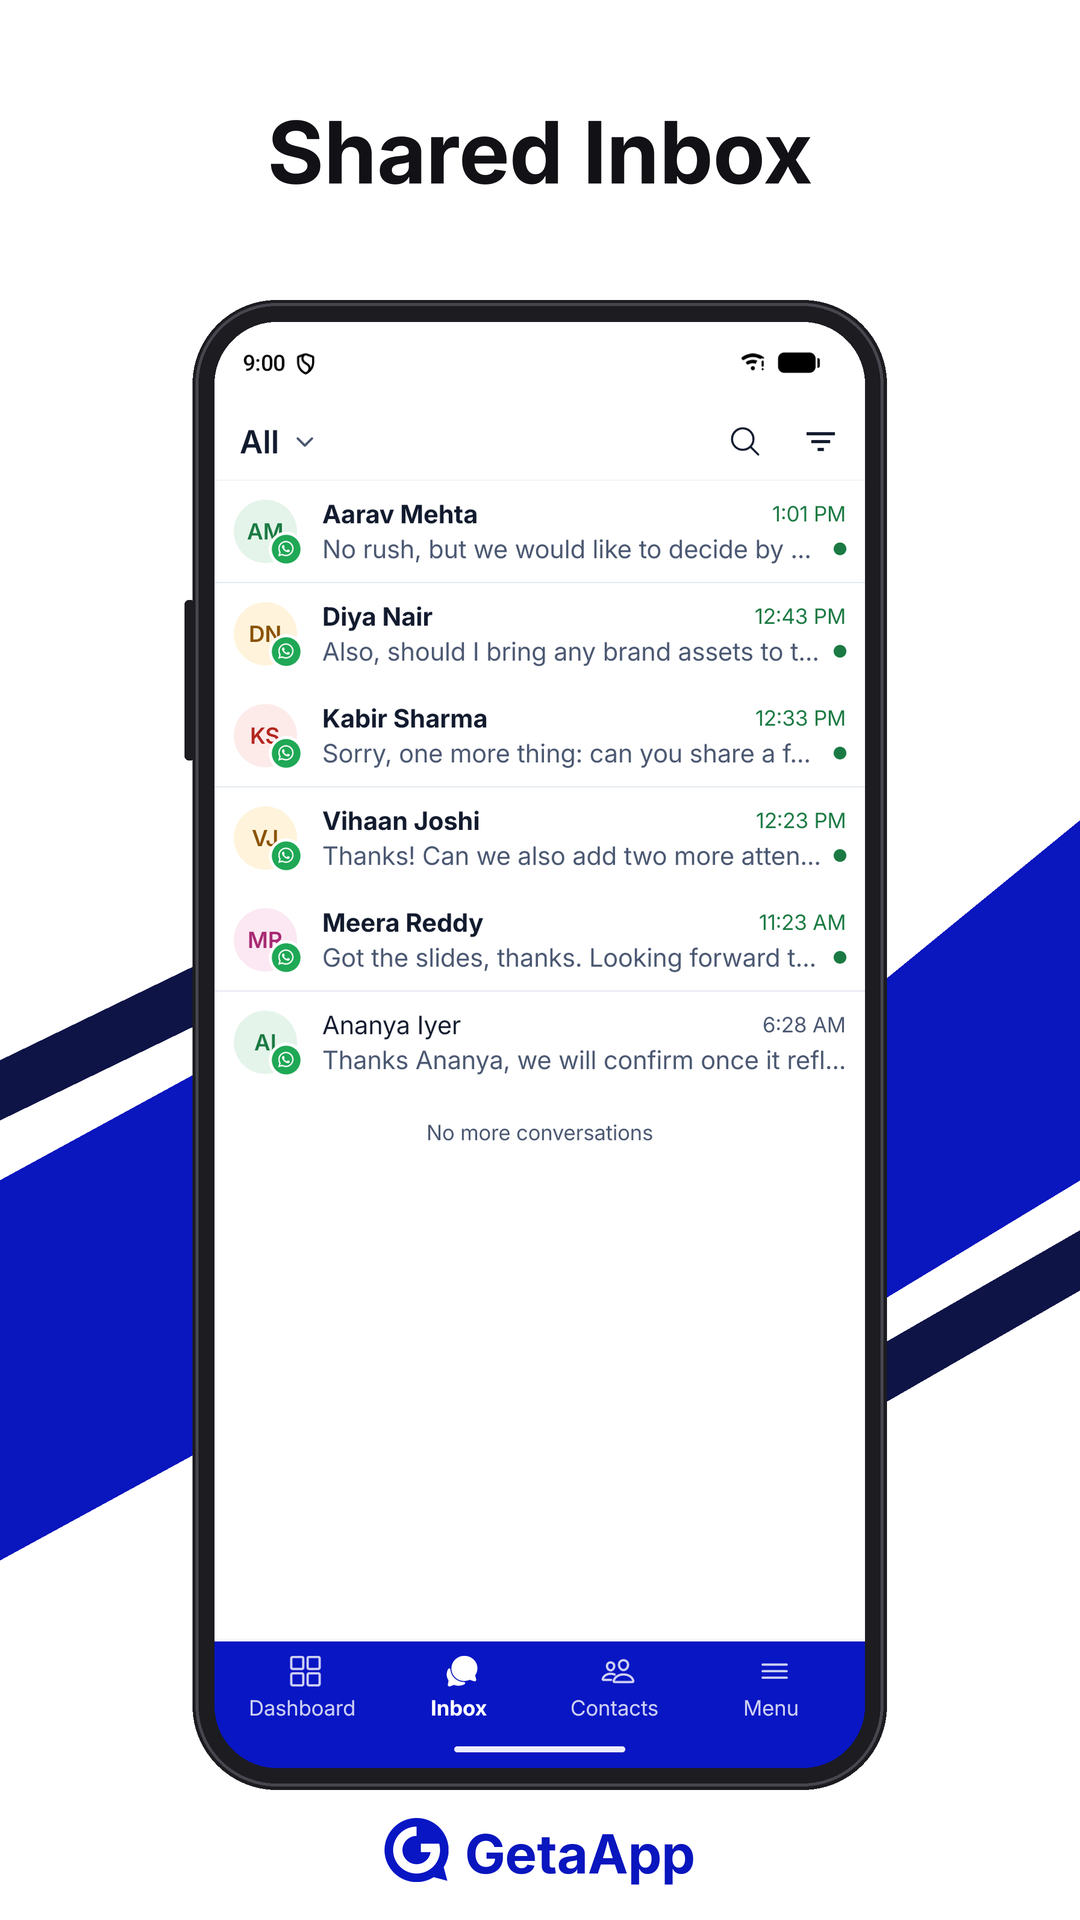 Shared Inbox
9:00
All
AM
Aarav Mehta
1:01 PM
No rush, but we would like to decide by ...
DN
Diya Nair
12:43 PM
Also, should I bring any brand assets to t...
KS
Kabir Sharma
12:33 PM
Sorry, one more thing: can you share a f...
VJ
Vihaan Joshi
12:23 PM
Thanks! Can we also add two more atten...
MR
Meera Reddy
11:23 AM
Got the slides, thanks. Looking forward t...
AI
Ananya Iyer
6:28 AM
Thanks Ananya, we will confirm once it refl...
No more conversations
Dashboard
Inbox
Contacts
Menu
GetaApp